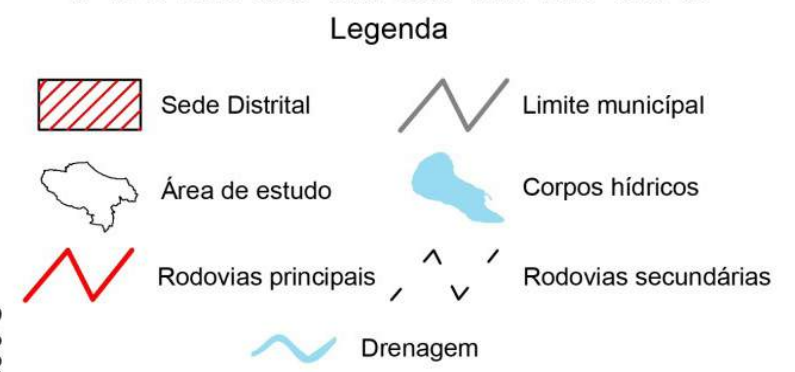 Legenda
Sede Distrital
Limite municípal
Área de estudo
Corpos hídricos
Rodovias principais
Rodovias secundárias
Drenagem